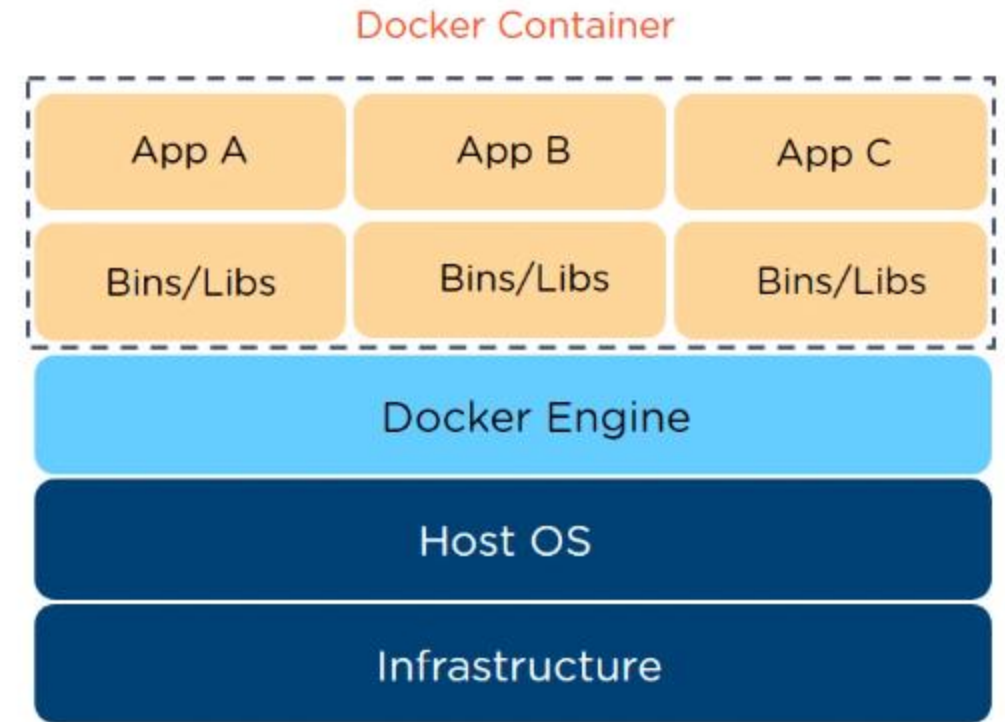 Docker Container
App A
App B
App C
Bins/Libs
Bins/Libs
Bins/Libs
Docker Engine
Host OS
Infrastructure